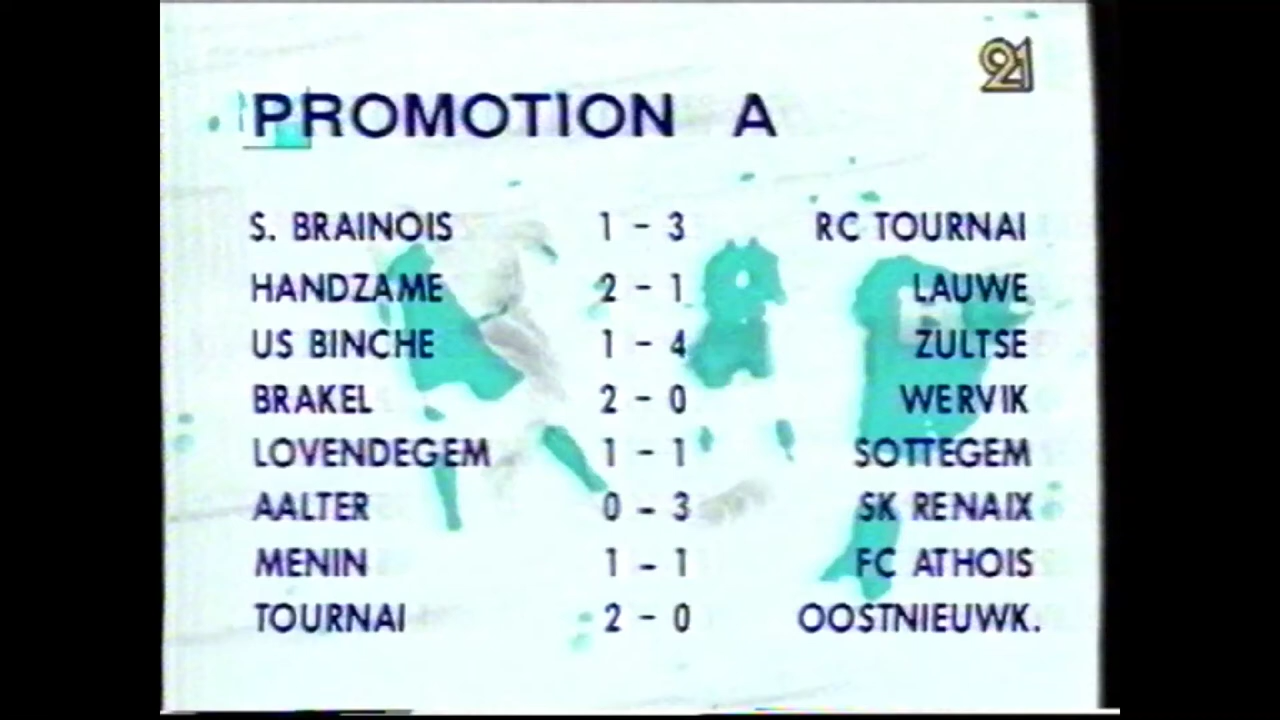 21
PROMOTION A
S. BRAINOIS 1 - 3 RC TOURNAI
HANDZAME 2 - 1 LAUWE
US BINCHE 1 - 4 ZULTSE
BRAKEL 2 - 0 WERVIK
LOVENDEGEM 1 - 1 SOTTEGEM
AALTER 0 - 3 SK RENAIX
MENIN 1 - 1 FC ATHOIS
TOURNAI 2 - 0 OOSTNIEUWK.